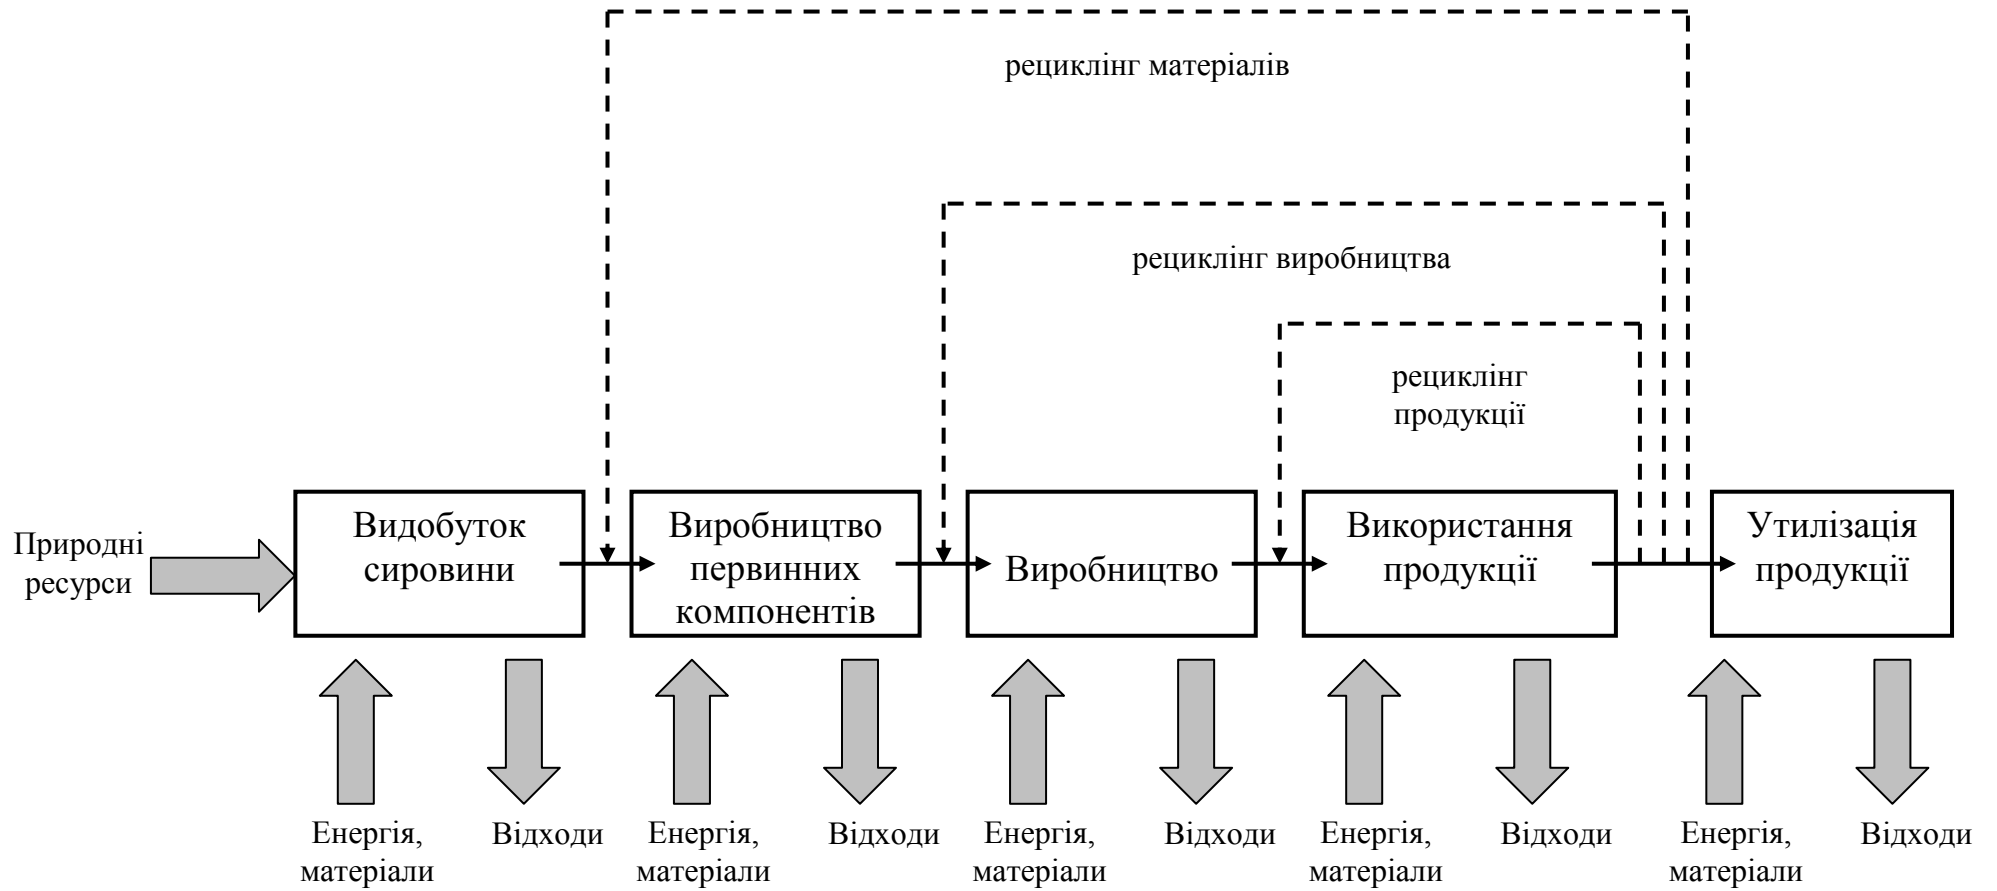 рециклінг матеріалів
рециклінг виробництва
рециклінг
продукції
Природні
ресурси
Видобуток
сировини
Виробництво
первинних
компонентів
Виробництво
Використання
продукції
Утилізація
продукції
Енергія,
матеріали
Відходи
Енергія,
матеріали
Відходи
Енергія,
матеріали
Відходи
Енергія,
матеріали
Відходи
Енергія,
матеріали
Відходи